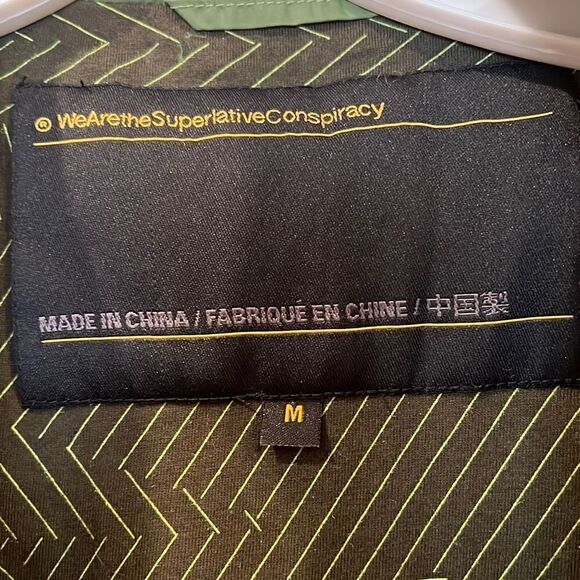 ® WeAretheSuperlativeConspiracy
MADE IN CHINA / FABRIQUÉ EN CHINE / 中国製
M